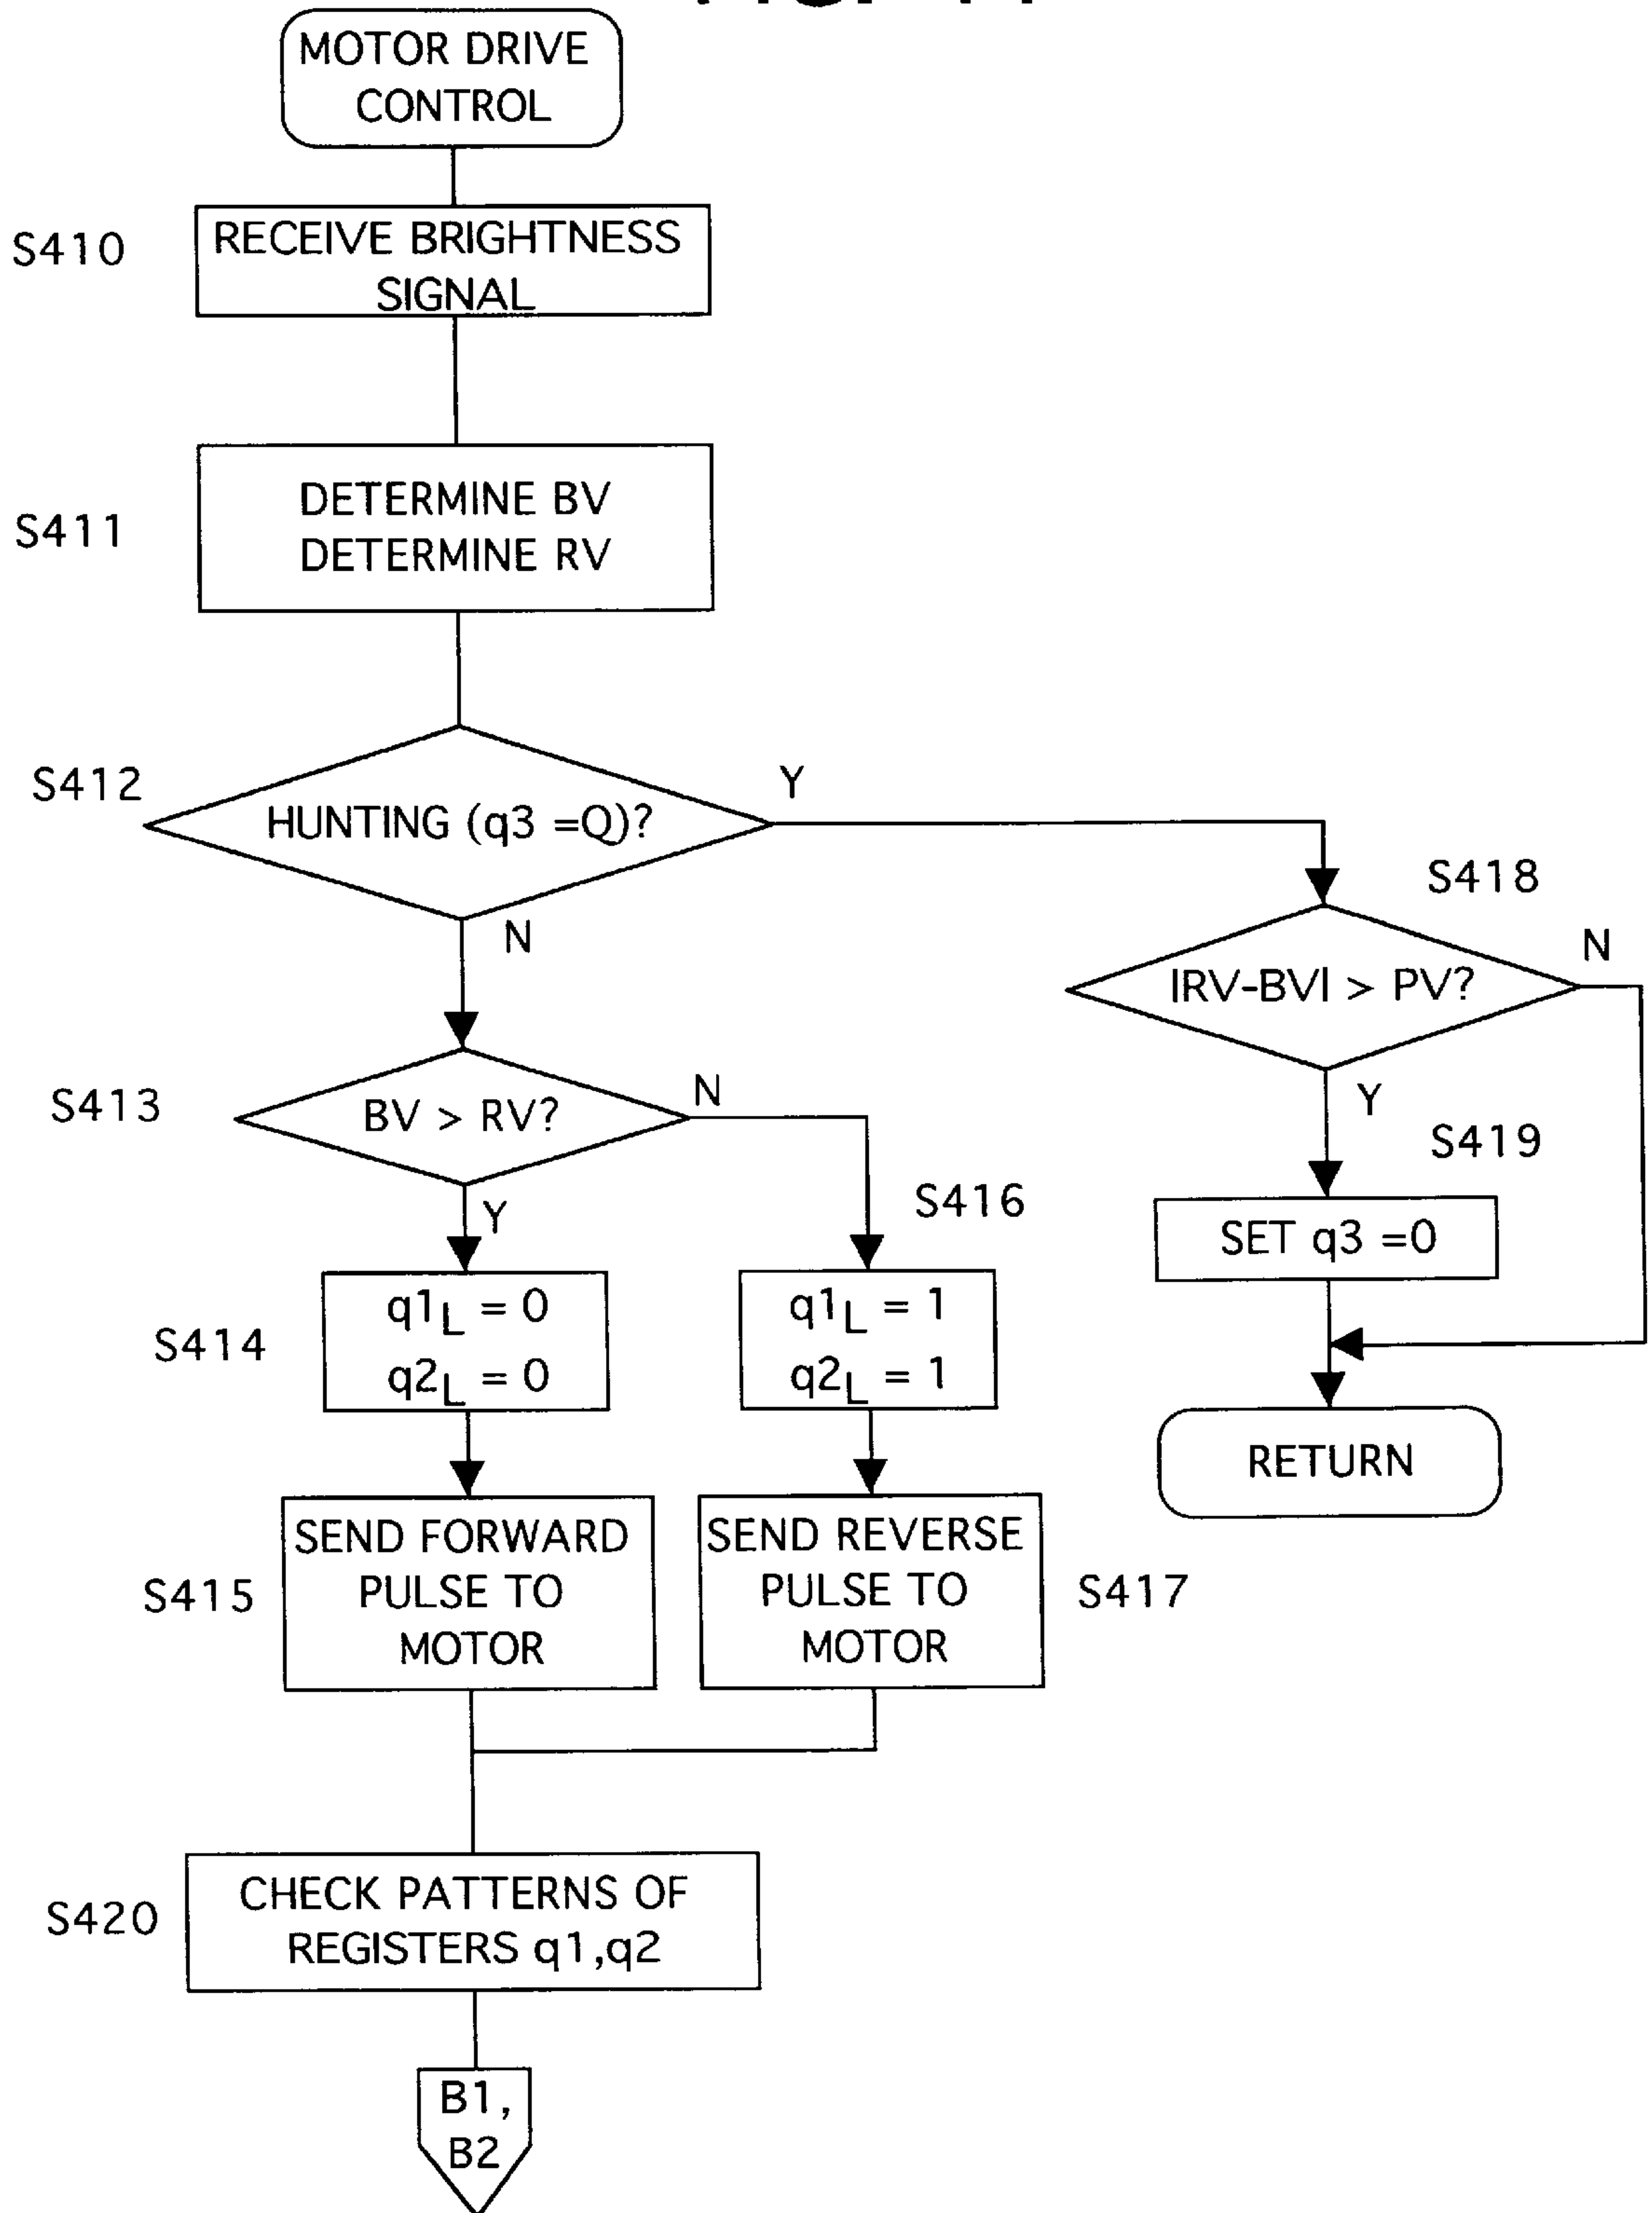 MOTOR DRIVE
CONTROL
S410
RECEIVE BRIGHTNESS
SIGNAL
S411
DETERMINE BV
DETERMINE RV
S412
HUNTING (q3 =Q)?
Y
N
S418
|RV-BV| > PV?
N
Y
S413
BV > RV?
N
Y
S419
SET q3 =0
RETURN
S414
q1L = 0
q2L = 0
S416
q1L = 1
q2L = 1
S415
SEND FORWARD
PULSE TO
MOTOR
SEND REVERSE
PULSE TO
MOTOR
S417
S420
CHECK PATTERNS OF
REGISTERS q1,q2
B1,
B2